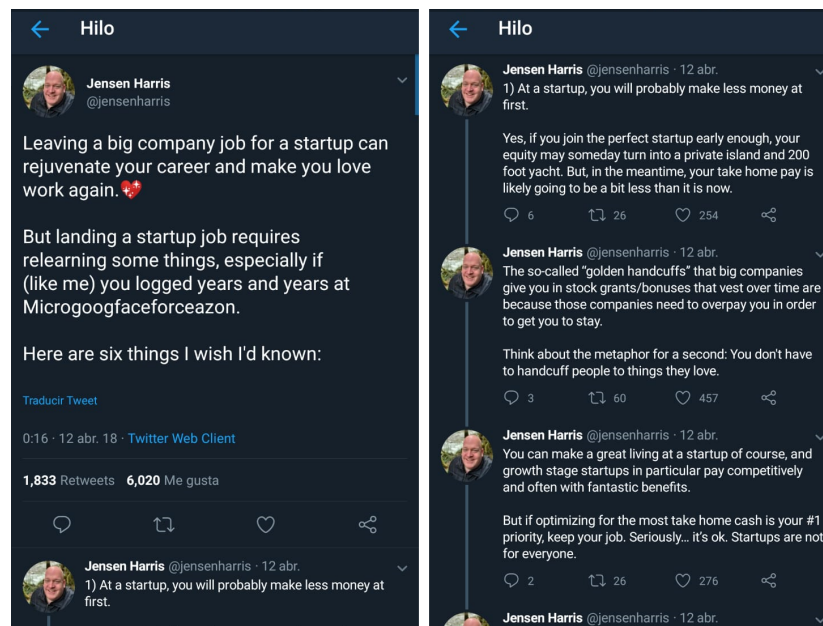 Hilo
Jensen Harris
@jensenharris
Leaving a big company job for a startup can
rejuvenate your career and make you love
work again.💖
But landing a startup job requires
relearning some things, especially if
(like me) you logged years and years at
Microgoogfaceforceazon.
Here are six things I wish I'd known:
Traducir Tweet
0:16 · 12 abr. 18 · Twitter Web Client
1,833 Retweets 6,020 Me gusta
Jensen Harris @jensenharris · 12 abr.
1) At a startup, you will probably make less money at
first.
Hilo
Jensen Harris @jensenharris · 12 abr.
1) At a startup, you will probably make less money at
first.
Yes, if you join the perfect startup early enough, your
equity may someday turn into a private island and 200
foot yacht. But, in the meantime, your take home pay is
likely going to be a bit less than it is now.
6 26 254
Jensen Harris @jensenharris · 12 abr.
The so-called “golden handcuffs” that big companies
give you in stock grants/bonuses that vest over time are
because those companies need to overpay you in order
to get you to stay.
Think about the metaphor for a second: You don't have
to handcuff people to things they love.
3 60 457
Jensen Harris @jensenharris · 12 abr.
You can make a great living at a startup of course, and
growth stage startups in particular pay competitively
and often with fantastic benefits.
But if optimizing for the most take home cash is your #1
priority, keep your job. Seriously... it's ok. Startups are not
for everyone.
2 26 276
Jensen Harris @jensenharris · 12 abr.